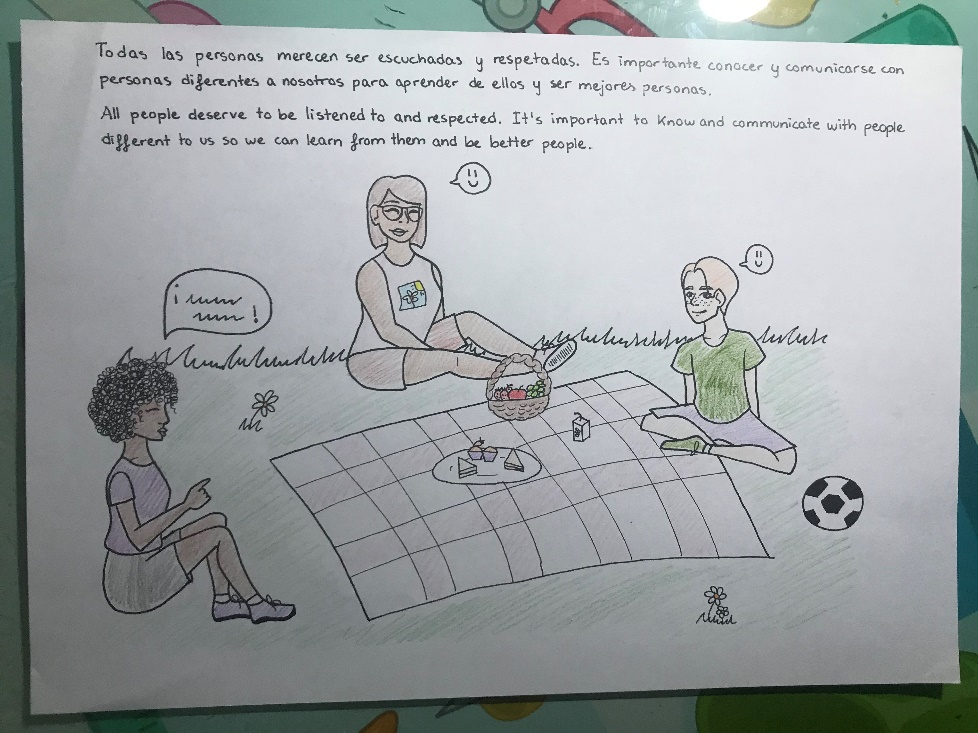 Todas las personas merecen ser escuchadas y respetadas. Es importante conocer y comunicarse con
personas diferentes a nosotros para aprender de ellos y ser mejores personas.
All people deserve to be listened to and respected. It's important to know and communicate with people
different to us so we can learn from them and be better people.